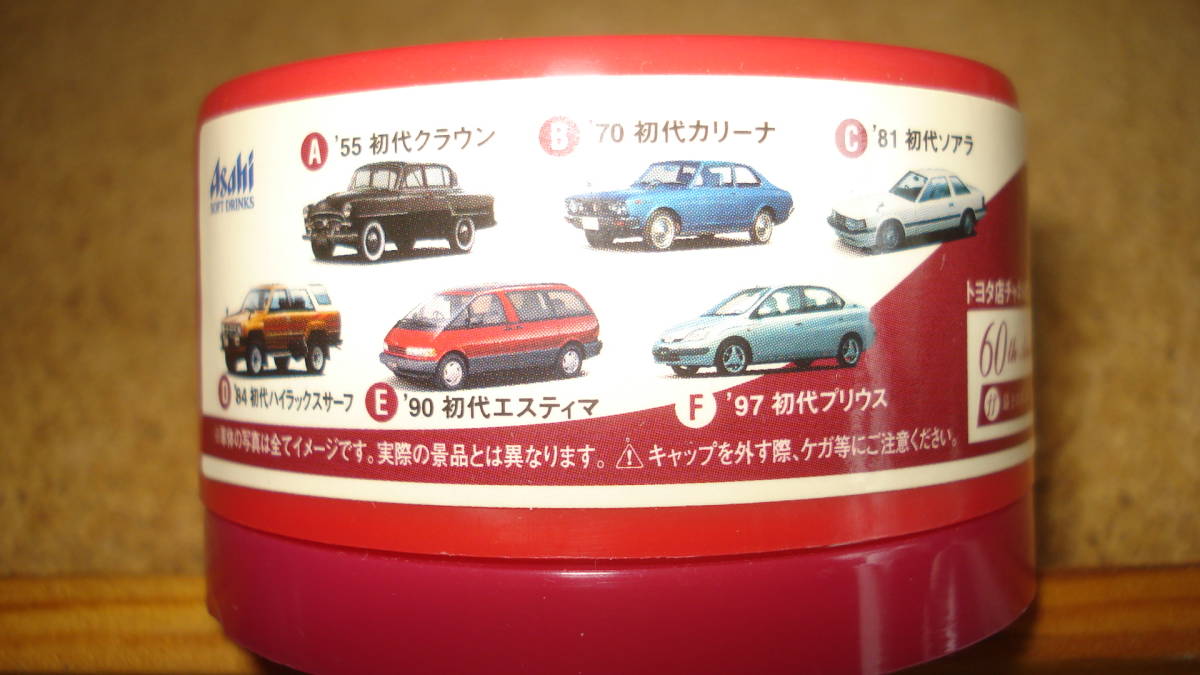 Asahi
SOFT DRINKS
A '55 初代クラウン
B '70 初代カリーナ
C '81 初代ソアラ
D '84 初代ハイラックスサーフ
E '90 初代エスティマ
F '97 初代プリウス
トヨタ店チャ
60th
※車体の写真は全てイメージです。実際の景品とは異なります。 ⚠キャップを外す際、ケガ等にご注意ください。